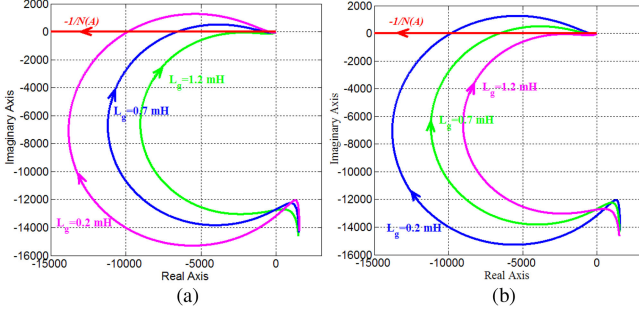 2000
0
-2000
-4000
-6000
-8000
-10000
-12000
-14000
-16000
-15000 -10000 -5000 0
Imaginary Axis
Real Axis
-1/N(A)
Lg=1.2 mH
Lg=0.7 mH
Lg=0.2 mH
(a)
2000
0
-2000
-4000
-6000
-8000
-10000
-12000
-14000
-16000
-15000 -10000 -5000 0
Imaginary Axis
Real Axis
-1/N(A)
Lg=1.2 mH
Lg=0.7 mH
Lg=0.2 mH
(b)